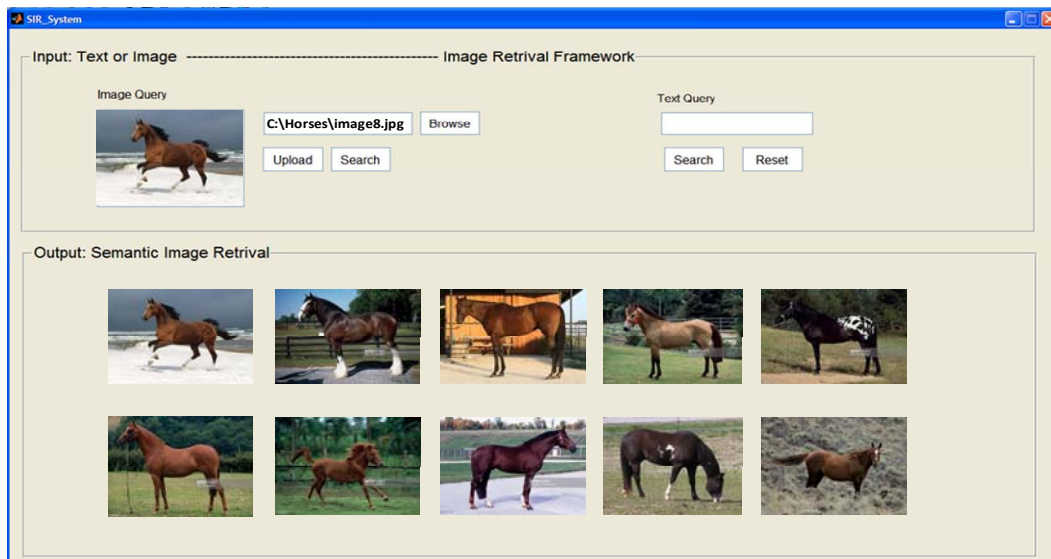 SIR_System
Input: Text or Image ---------------------------------------------- Image Retrival Framework
Image Query
Text Query
C:\Horses\image8.jpg
Browse
Upload
Search
Search
Reset
Output: Semantic Image Retrival